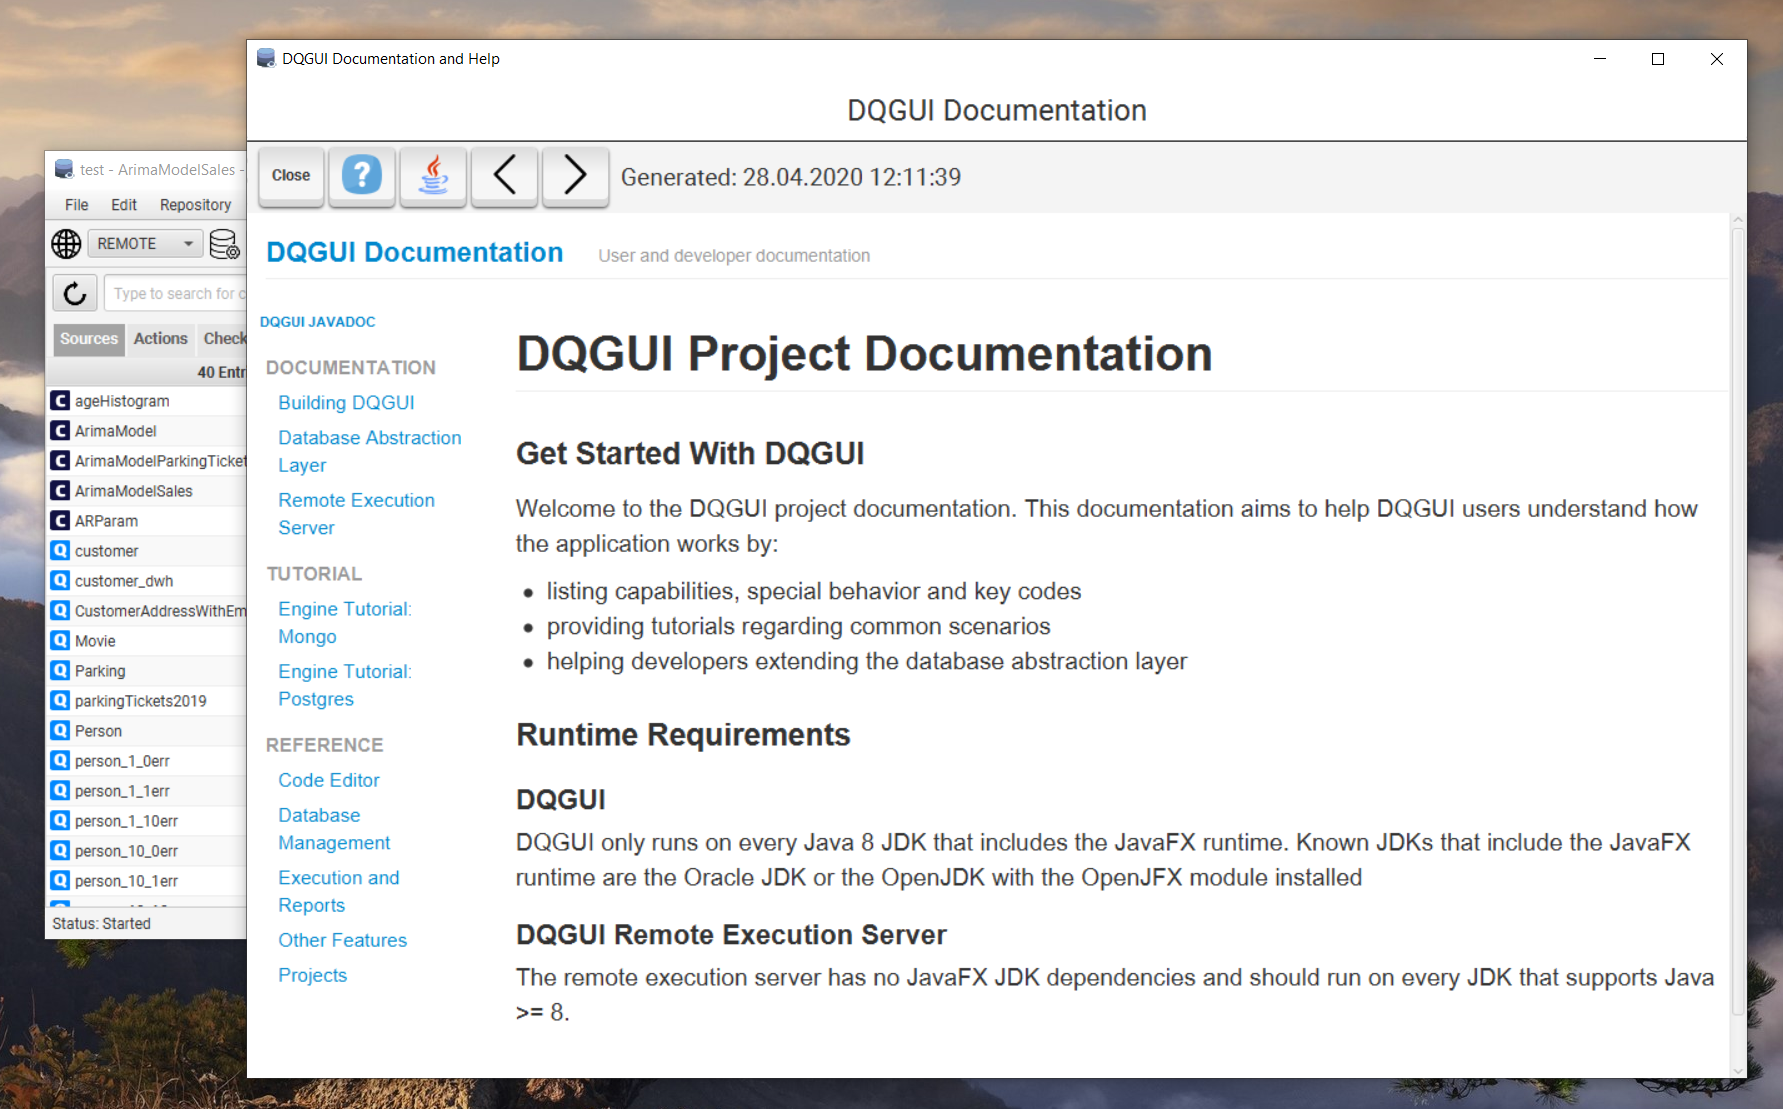 DQGUI Documentation and Help
DQGUI Documentation
Close
Generated: 28.04.2020 12:11:39
DQGUI Documentation
User and developer documentation
DQGUI JAVADOC
DOCUMENTATION
Building DQGUI
Database Abstraction
Layer
Remote Execution
Server
TUTORIAL
Engine Tutorial:
Mongo
Engine Tutorial:
Postgres
REFERENCE
Code Editor
Database
Management
Execution and
Reports
Other Features
Projects
DQGUI Project Documentation
Get Started With DQGUI
Welcome to the DQGUI project documentation. This documentation aims to help DQGUI users understand how
the application works by:
listing capabilities, special behavior and key codes
providing tutorials regarding common scenarios
helping developers extending the database abstraction layer
Runtime Requirements
DQGUI
DQGUI only runs on every Java 8 JDK that includes the JavaFX runtime. Known JDKs that include the JavaFX
runtime are the Oracle JDK or the OpenJDK with the OpenJFX module installed
DQGUI Remote Execution Server
The remote execution server has no JavaFX JDK dependencies and should run on every JDK that supports Java
>= 8.
test - ArimaModelSales -
File Edit Repository
REMOTE
Type to search for c
Sources Actions Check
40 Entr
C ageHistogram
C ArimaModel
C ArimaModelParkingTicket
C ArimaModelSales
C ARParam
Q customer
Q customer_dwh
Q CustomerAddressWithEm
Q Movie
Q Parking
Q parkingTickets2019
Q Person
Q person_1_0err
Q person_1_1err
Q person_1_10err
Q person_10_0err
Q person_10_1err
Status: Started